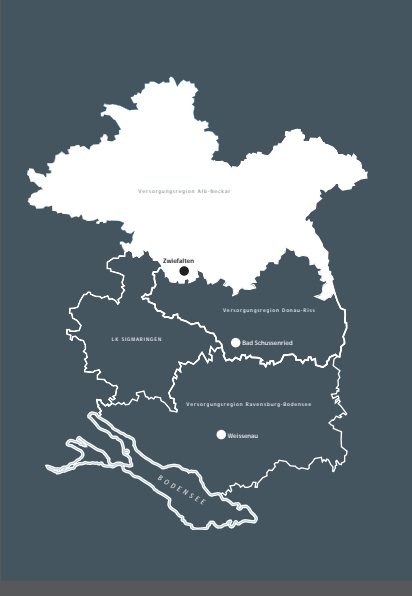 Versorgungsregion Alb-Neckar
Zwiefalten
Versorgungsregion Donau-Riss
LK SIGMARINGEN
Bad Schussenried
Versorgungsregion Ravensburg-Bodensee
Weissenau
BODENSEE